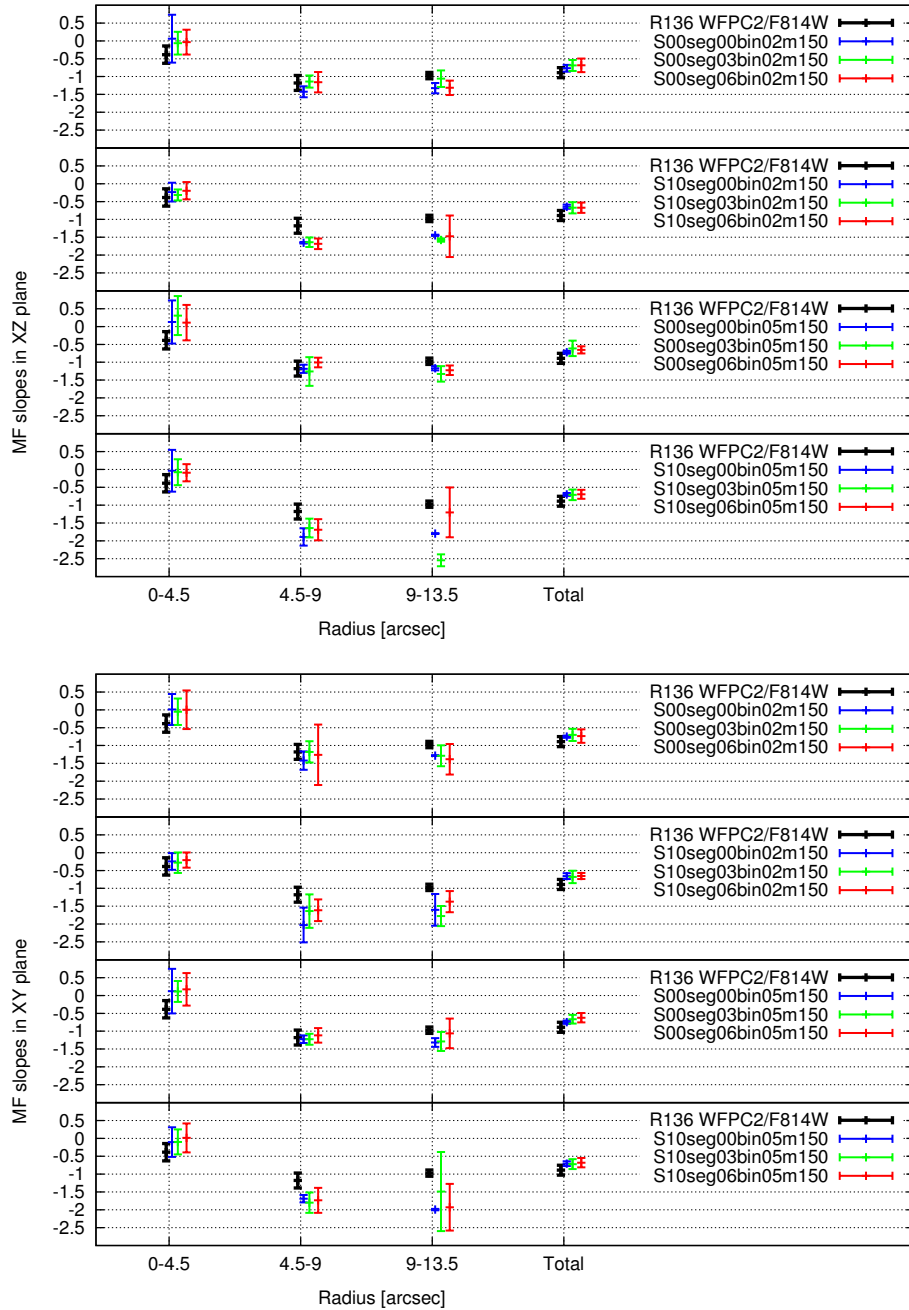 0.5
0
-0.5
-1
-1.5
-2
-2.5
R136 WFPC2/F814W
S00seg00bin02m150
S00seg03bin02m150
S00seg06bin02m150
0.5
0
-0.5
-1
-1.5
-2
-2.5
R136 WFPC2/F814W
S10seg00bin02m150
S10seg03bin02m150
S10seg06bin02m150
MF slopes in XZ plane
0.5
0
-0.5
-1
-1.5
-2
-2.5
R136 WFPC2/F814W
S00seg00bin05m150
S00seg03bin05m150
S00seg06bin05m150
0.5
0
-0.5
-1
-1.5
-2
-2.5
R136 WFPC2/F814W
S10seg00bin05m150
S10seg03bin05m150
S10seg06bin05m150
0-4.5 4.5-9 9-13.5 Total
Radius [arcsec]
0.5
0
-0.5
-1
-1.5
-2
-2.5
R136 WFPC2/F814W
S00seg00bin02m150
S00seg03bin02m150
S00seg06bin02m150
0.5
0
-0.5
-1
-1.5
-2
-2.5
R136 WFPC2/F814W
S10seg00bin02m150
S10seg03bin02m150
S10seg06bin02m150
MF slopes in XY plane
0.5
0
-0.5
-1
-1.5
-2
-2.5
R136 WFPC2/F814W
S00seg00bin05m150
S00seg03bin05m150
S00seg06bin05m150
0.5
0
-0.5
-1
-1.5
-2
-2.5
R136 WFPC2/F814W
S10seg00bin05m150
S10seg03bin05m150
S10seg06bin05m150
0-4.5 4.5-9 9-13.5 Total
Radius [arcsec]